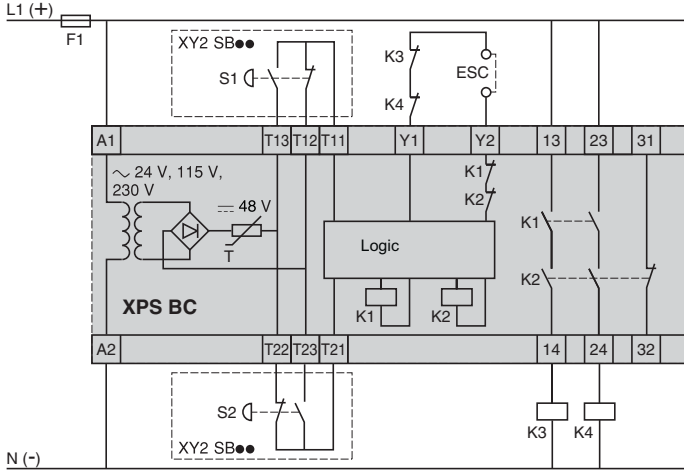 L1 (+)
F1
XY2 SB●●
S1
K3
K4
ESC
A1 T13 T12 T11 Y1 Y2 13 23 31
∼ 24 V, 115 V,
230 V
⎓ 48 V
T
K1
K2
Logic
K1
K2
K1 K2
XPS BC
A2 T22 T23 T21 14 24 32
S2
XY2 SB●●
K3 K4
N (-)